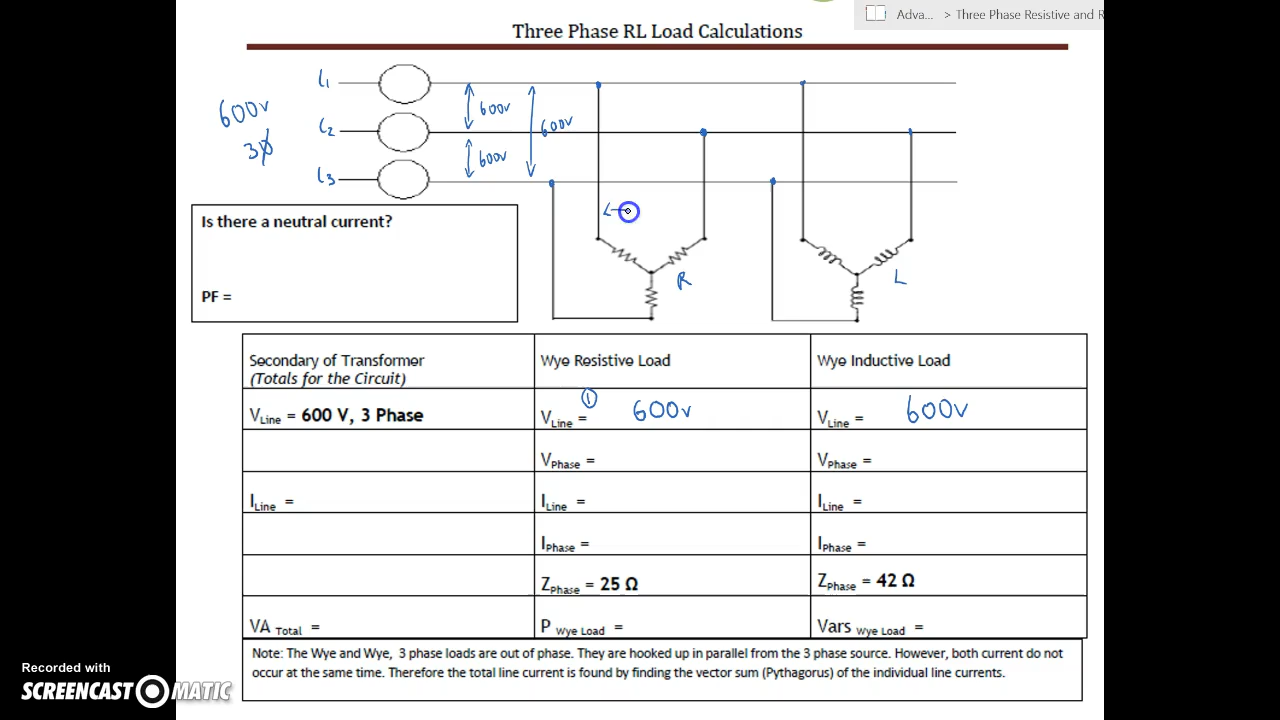 Adva... > Three Phase Resistive and R
Three Phase RL Load Calculations
L1
600v
600v
L2
600v
3Ø
600v
L3
Is there a neutral current?
PF =
R
L
Secondary of Transformer
(Totals for the Circuit)
Wye Resistive Load
Wye Inductive Load
VLine = 600 V, 3 Phase
VLine = ① 600v
VLine = 600v
VPhase =
VPhase =
ILine =
ILine =
ILine =
IPhase =
IPhase =
ZPhase = 25 Ω
ZPhase = 42 Ω
VA Total =
P Wye Load =
Vars Wye Load =
Note: The Wye and Wye, 3 phase loads are out of phase. They are hooked up in parallel from the 3 phase source. However, both current do not
occur at the same time. Therefore the total line current is found by finding the vector sum (Pythagorus) of the individual line currents.
Recorded with
SCREENCAST-O-MATIC